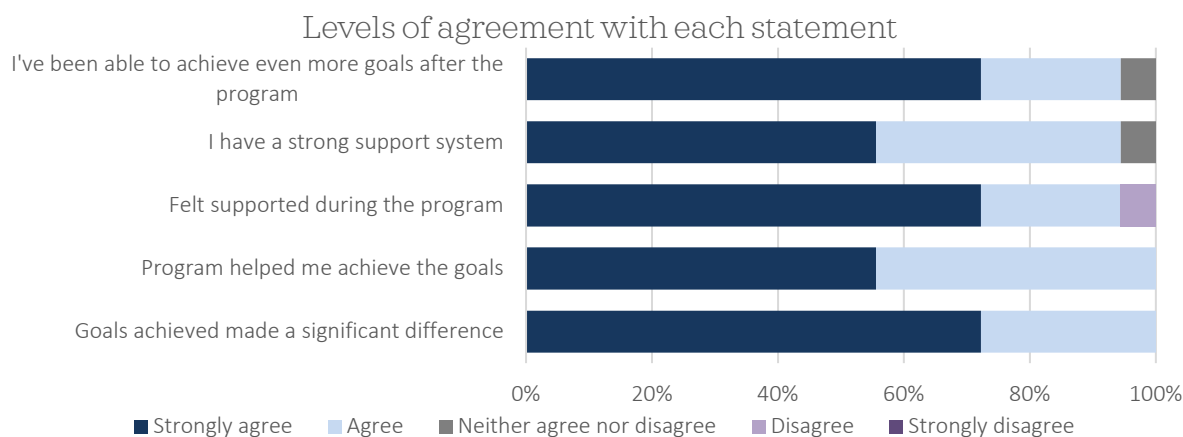 Levels of agreement with each statement
I've been able to achieve even more goals after the
program
I have a strong support system
Felt supported during the program
Program helped me achieve the goals
Goals achieved made a significant difference
0% 20% 40% 60% 80% 100%
Strongly agree Agree Neither agree nor disagree Disagree Strongly disagree